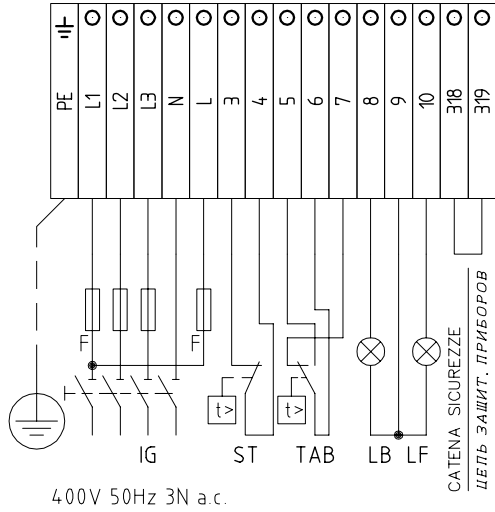 PE
L1
L2
L3
N
L
3
4
5
6
7
8
9
10
318
319
F
F
t>
t>
IG
ST
TAB
LB
LF
CATENA SICUREZZE
ЦЕПЬ ЗАЩИТ. ПРИБОРОВ
400V 50Hz 3N a.c.